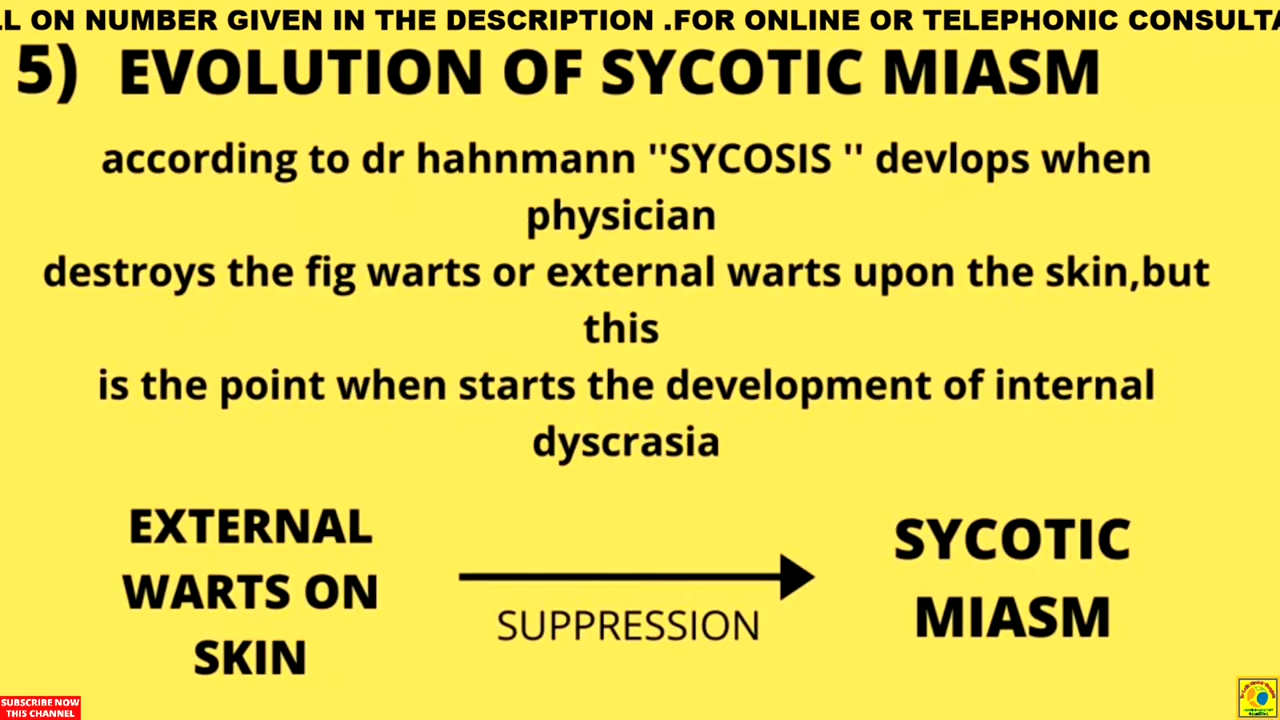 LL ON NUMBER GIVEN IN THE DESCRIPTION .FOR ONLINE OR TELEPHONIC CONSULTA
5) EVOLUTION OF SYCOTIC MIASM
according to dr hahnmann ''SYCOSIS '' devlops when
physician
destroys the fig warts or external warts upon the skin,but
this
is the point when starts the development of internal
dyscrasia
EXTERNAL
WARTS ON
SKIN
SUPPRESSION
SYCOTIC
MIASM
SUBSCRIBE NOW
THIS CHANNEL